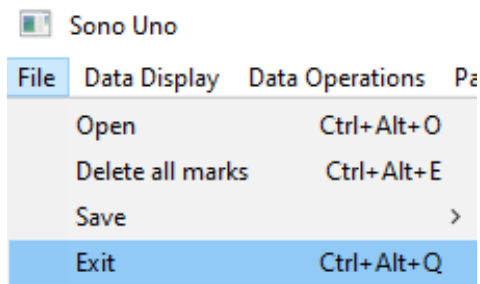 Sono Uno
File Data Display Data Operations Pa
Open Ctrl+Alt+O
Delete all marks Ctrl+Alt+E
Save >
Exit Ctrl+Alt+Q